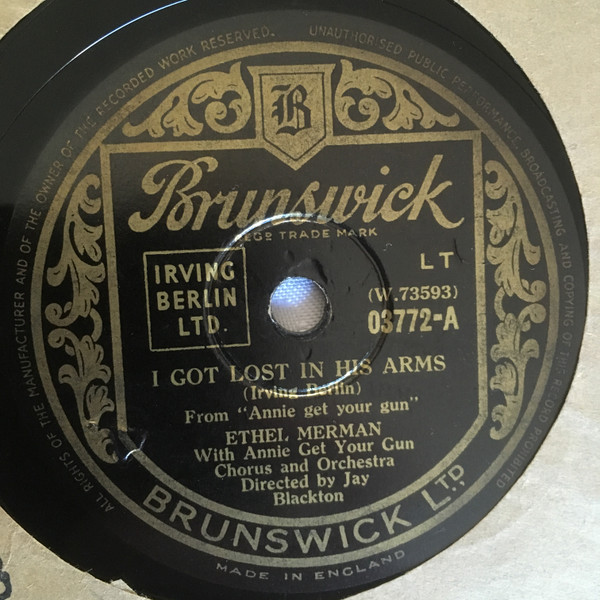 ALL RIGHTS OF THE MANUFACTURER AND OF THE OWNER OF THE RECORDED WORK RESERVED. UNAUTHORISED PUBLIC PERFORMANCE, BROADCASTING AND COPYING OF THIS RECORD PROHIBITED
B
Brunswick
REGD TRADE MARK
IRVING
BERLIN
LTD.
LT
(W.73593)
03772-A
I GOT LOST IN HIS ARMS
(Irving Berlin)
From "Annie get your gun"
ETHEL MERMAN
With Annie Get Your Gun
Chorus and Orchestra
Directed by Jay
Blackton
BRUNSWICK LTD.,
MADE IN ENGLAND